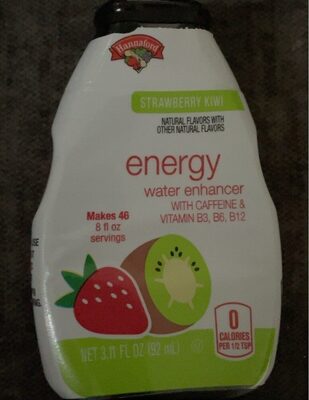 Hannaford
STRAWBERRY KIWI
NATURAL FLAVORS WITH
OTHER NATURAL FLAVORS
energy
water enhancer
WITH CAFFEINE &
VITAMIN B3, B6, B12
Makes 46
8 fl oz
servings
0
CALORIES
PER 1/2 TSP
NET 3.11 FL OZ (92 mL)